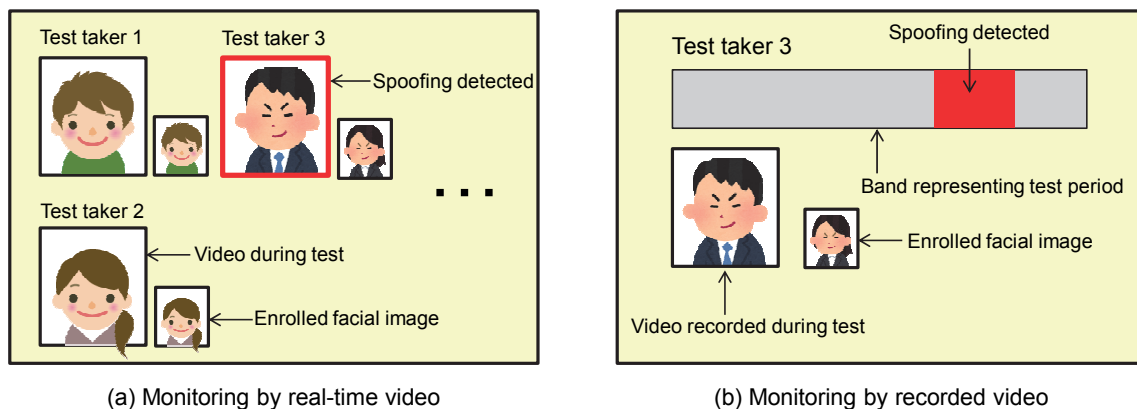 Test taker 1
Test taker 3
Spoofing detected
Test taker 2
Video during test
Enrolled facial image
. . .
(a) Monitoring by real-time video
Spoofing detected
Test taker 3
Band representing test period
Enrolled facial image
Video recorded during test
(b) Monitoring by recorded video